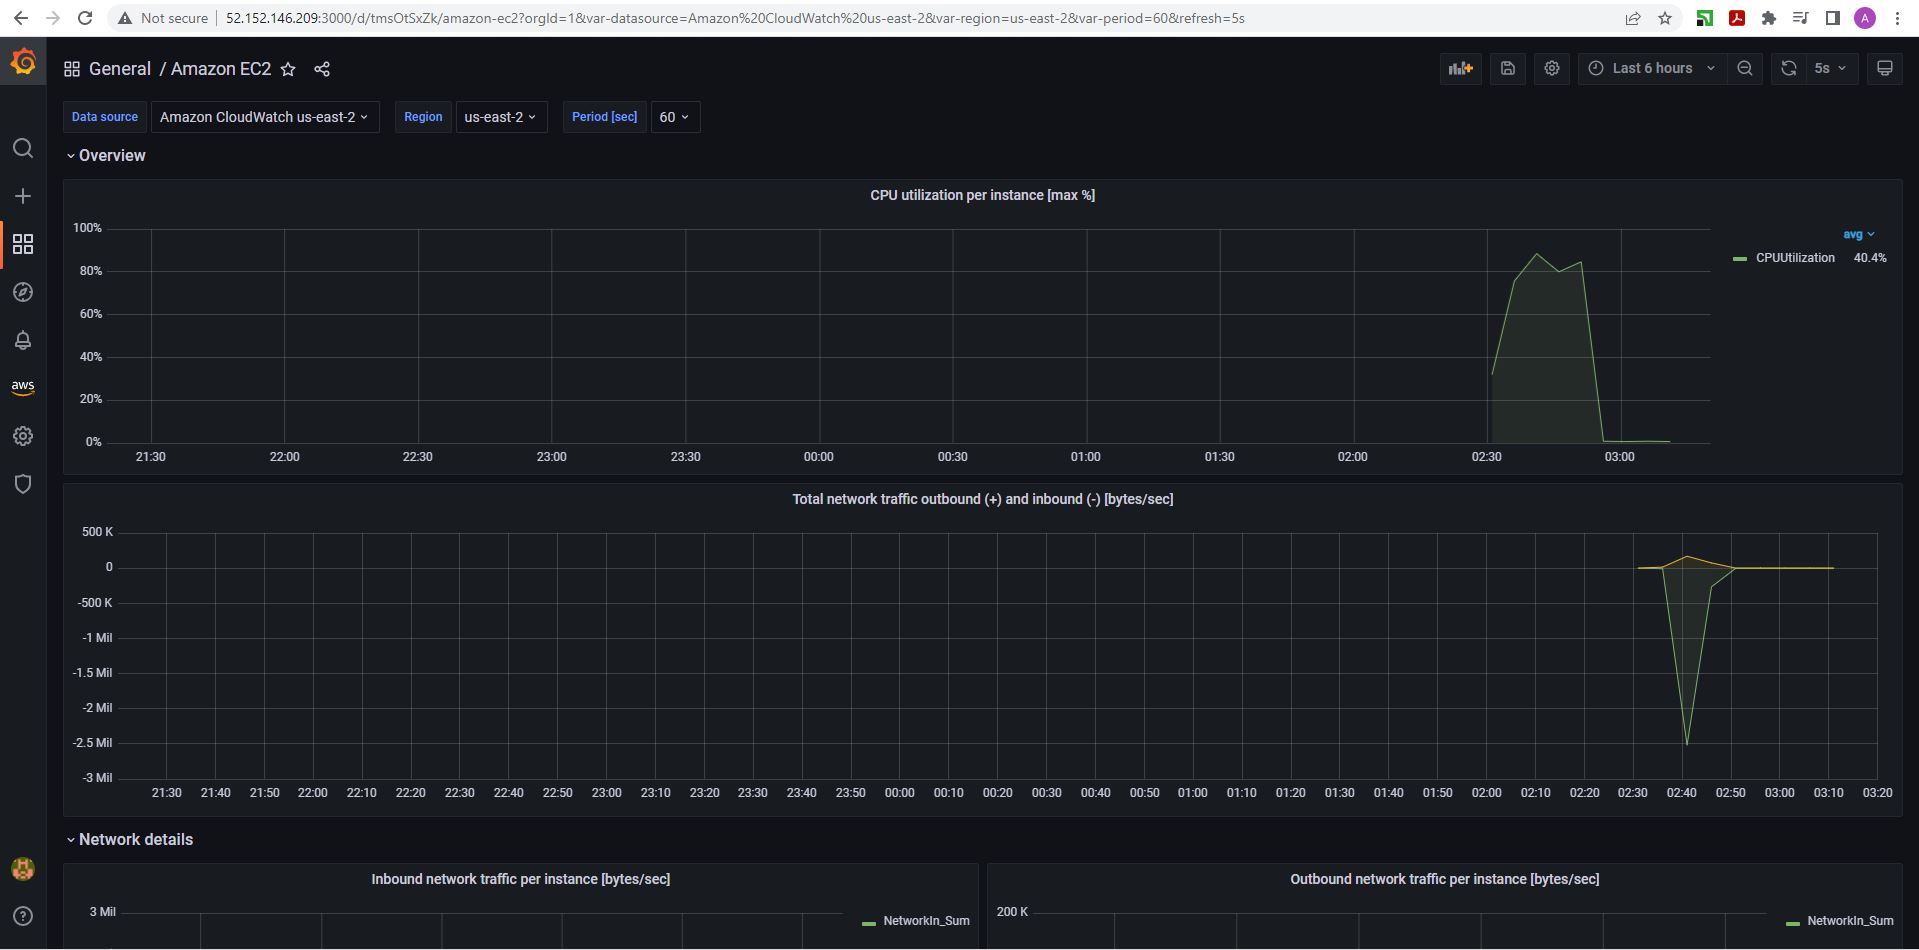 Not secure 52.152.146.209:3000/d/tmsOtSxZk/amazon-ec2?orgId=1&var-datasource=Amazon%20CloudWatch%20us-east-2&var-region=us-east-2&var-period=60&refresh=5s A
General / Amazon EC2 Last 6 hours 5s
Data source Amazon CloudWatch us-east-2 Region us-east-2 Period [sec] 60
Overview
CPU utilization per instance [max %]
100%
80%
60%
40%
20%
0%
21:30 22:00 22:30 23:00 23:30 00:00 00:30 01:00 01:30 02:00 02:30 03:00
avg
CPUUtilization 40.4%
aws
Total network traffic outbound (+) and inbound (-) [bytes/sec]
500 K
0
-500 K
-1 Mil
-1.5 Mil
-2 Mil
-2.5 Mil
-3 Mil
21:30 21:40 21:50 22:00 22:10 22:20 22:30 22:40 22:50 23:00 23:10 23:20 23:30 23:40 23:50 00:00 00:10 00:20 00:30 00:40 00:50 01:00 01:10 01:20 01:30 01:40 01:50 02:00 02:10 02:20 02:30 02:40 02:50 03:00 03:10 03:20
Network details
Inbound network traffic per instance [bytes/sec]
3 Mil
NetworkIn_Sum
Outbound network traffic per instance [bytes/sec]
200 K
NetworkIn_Sum